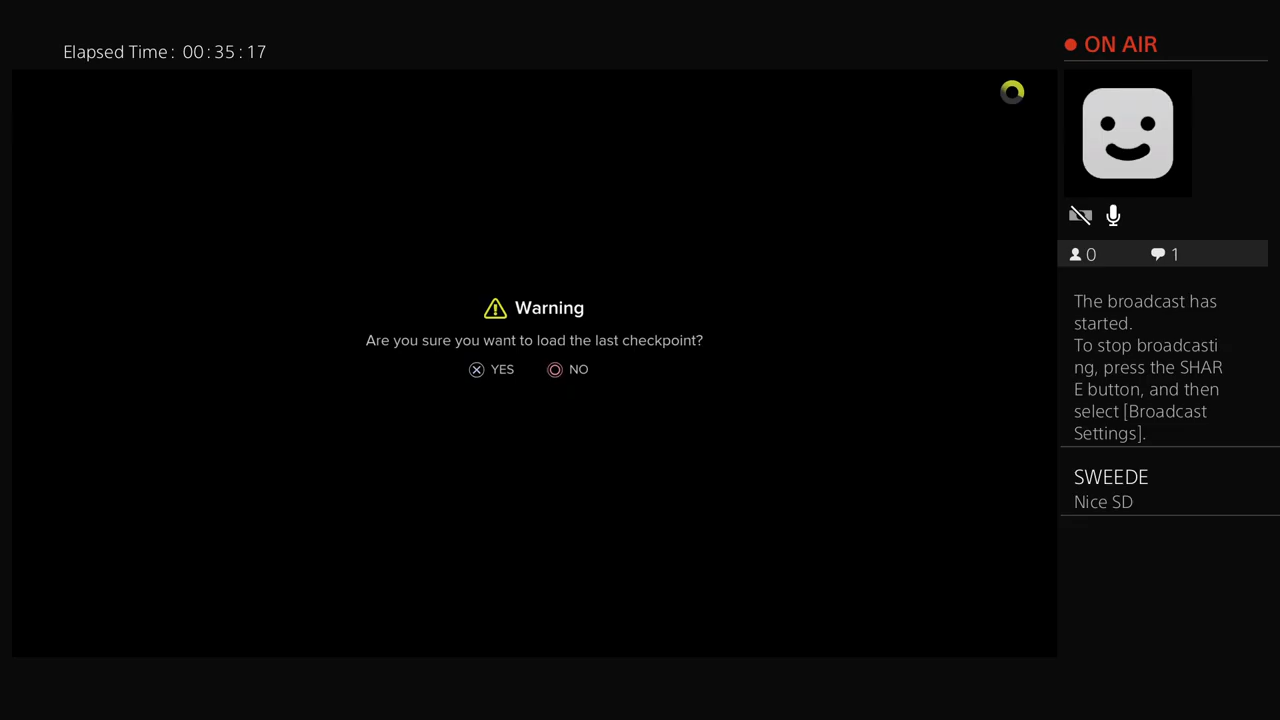 Elapsed Time: 00:35:17
ON AIR
0 1
Warning
Are you sure you want to load the last checkpoint?
YES NO
The broadcast has
started.
To stop broadcasti
ng, press the SHAR
E button, and then
select [Broadcast
Settings].
SWEEDE
Nice SD